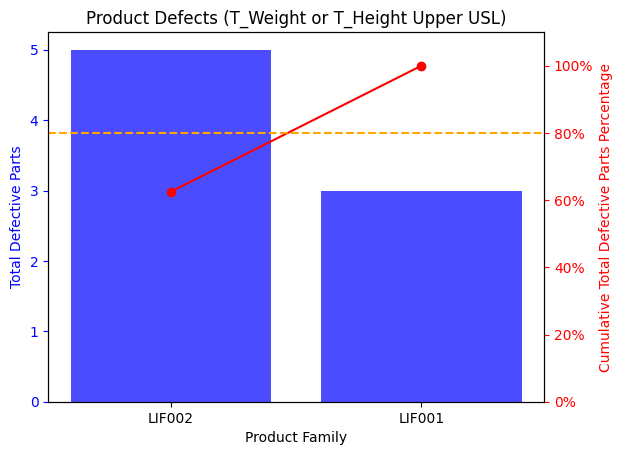 Product Defects (T_Weight or T_Height Upper USL)
5
4
3
2
1
0
Total Defective Parts
100%
80%
60%
40%
20%
0%
Cumulative Total Defective Parts Percentage
LIF002
LIF001
Product Family